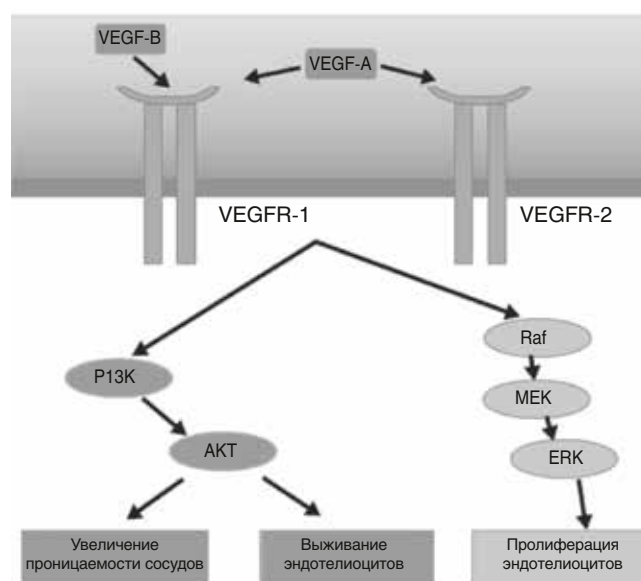 VEGF-B
VEGF-A
VEGFR-1
VEGFR-2
Raf
P13K
MEK
AKT
ERK
Увеличение
проницаемости сосудов
Выживание
эндотелиоцитов
Пролиферация
эндотелиоцитов